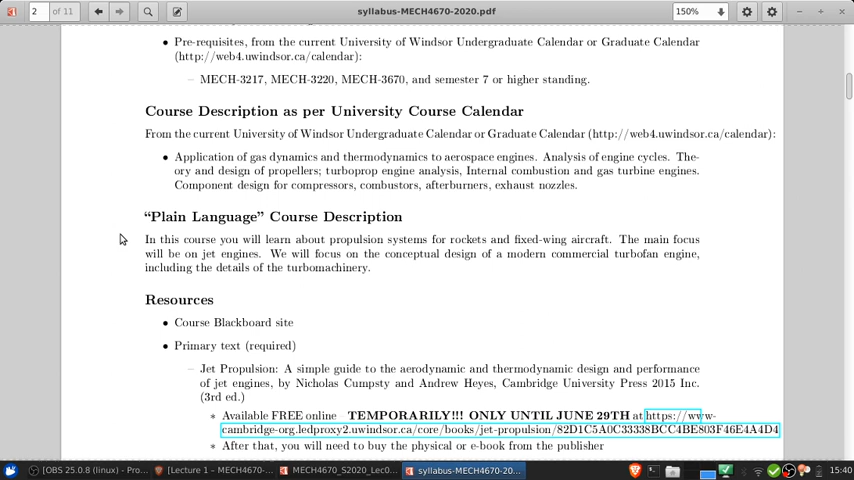 syllabus-MECH4670-2020.pdf
2 of 11
150%
• Pre-requisites, from the current University of Windsor Undergraduate Calendar or Graduate Calendar
(http://web4.uwindsor.ca/calendar):
– MECH-3217, MECH-3220, MECH-3670, and semester 7 or higher standing.
Course Description as per University Course Calendar
From the current University of Windsor Undergraduate Calendar or Graduate Calendar (http://web4.uwindsor.ca/calendar):
• Application of gas dynamics and thermodynamics to aerospace engines. Analysis of engine cycles. The-
ory and design of propellers; turboprop engine analysis, Internal combustion and gas turbine engines.
Component design for compressors, combustors, afterburners, exhaust nozzles.
“Plain Language” Course Description
In this course you will learn about propulsion systems for rockets and fixed-wing aircraft. The main focus
will be on jet engines. We will focus on the conceptual design of a modern commercial turbofan engine,
including the details of the turbomachinery.
Resources
• Course Blackboard site
• Primary text (required)
– Jet Propulsion: A simple guide to the aerodynamic and thermodynamic design and performance
of jet engines, by Nicholas Cumpsty and Andrew Heyes, Cambridge University Press 2015 Inc.
(3rd ed.)
* Available FREE online – TEMPORARILY!!! ONLY UNTIL JUNE 29TH at https://www-
cambridge-org.ledproxy2.uwindsor.ca/core/books/jet-propulsion/82D1C5A0C33338BCC4BE803F46E4A4D4
* After that, you will need to buy the physical or e-book from the publisher
[OBS 25.0.8 (linux) - Pro...
[Lecture 1 – MECH4670-...
MECH4670_S2020_Lec0...
syllabus-MECH4670-20...
15:40